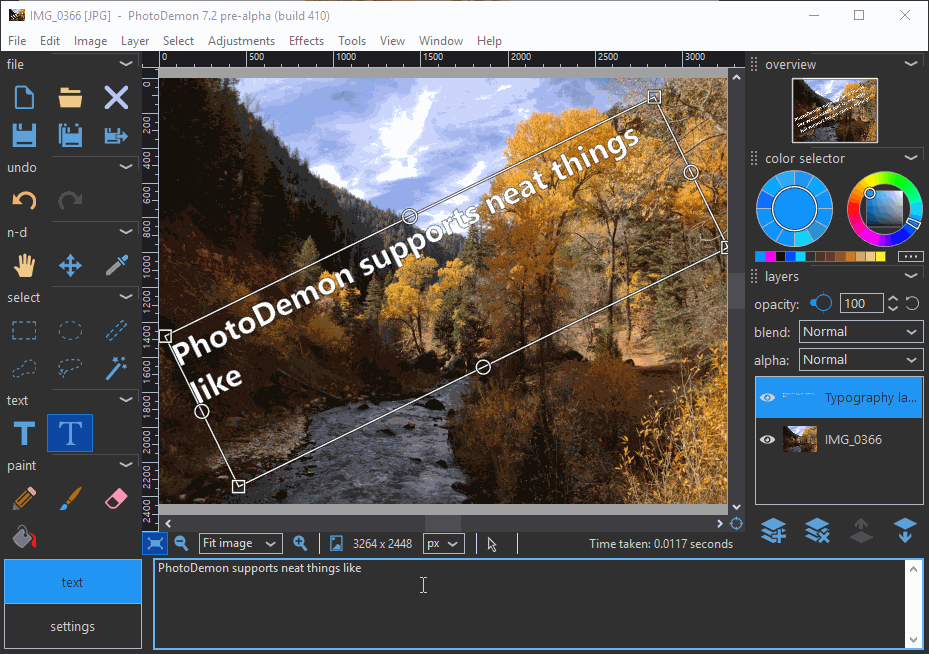 IMG_0366 [JPG] - PhotoDemon 7.2 pre-alpha (build 410)
File Edit Image Layer Select Adjustments Effects Tools View Window Help
file
undo
n-d
select
text
paint
0 500 1000 1500 2000 2500 3000
0
200
400
600
800
1000
1200
1400
1600
1800
2000
2200
2400
PhotoDemon supports neat things
like
overview
color selector
layers
opacity: 100
blend: Normal
alpha: Normal
Typography la...
IMG_0366
Fit image 3264 x 2448 px Time taken: 0.0117 seconds
text
settings
PhotoDemon supports neat things like